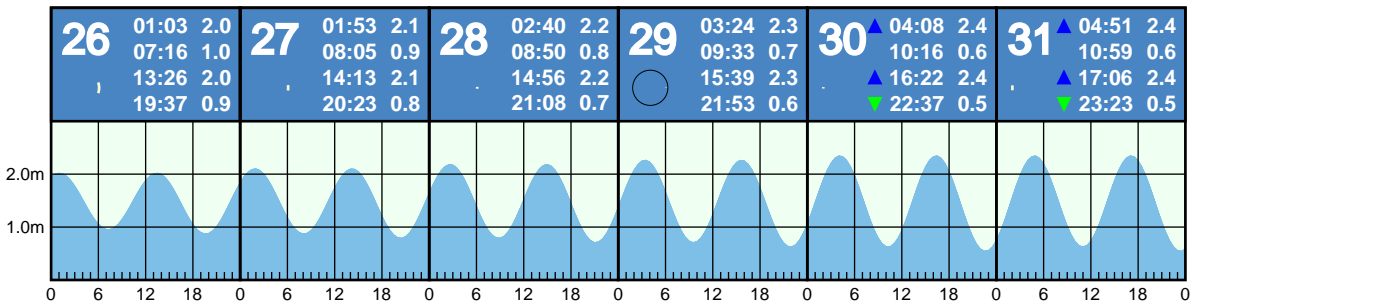 26
01:03 2.0
07:16 1.0
13:26 2.0
19:37 0.9
27
01:53 2.1
08:05 0.9
14:13 2.1
20:23 0.8
28
02:40 2.2
08:50 0.8
14:56 2.2
21:08 0.7
29
03:24 2.3
09:33 0.7
15:39 2.3
21:53 0.6
30
▲ 04:08 2.4
10:16 0.6
▲ 16:22 2.4
▼ 22:37 0.5
31
▲ 04:51 2.4
10:59 0.6
▲ 17:06 2.4
▼ 23:23 0.5
2.0m
1.0m
0 6 12 18 0 6 12 18 0 6 12 18 0 6 12 18 0 6 12 18 0 6 12 18 0